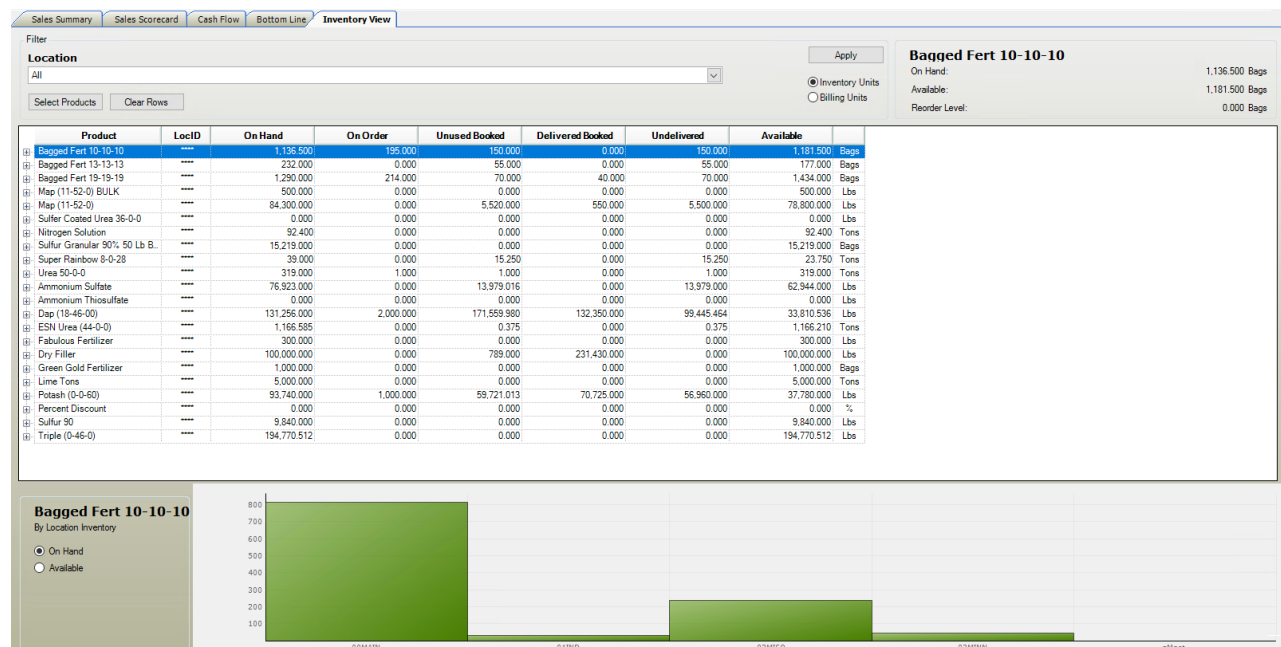 Sales Summary Sales Scorecard Cash Flow Bottom Line Inventory View
Filter
Location
All
Apply
Inventory Units
Billing Units
Select Products Clear Rows
Bagged Fert 10-10-10
On Hand: 1,136.500 Bags
Available: 1,181.500 Bags
Reorder Level: 0.000 Bags
Product LocID On Hand On Order Unused Booked Delivered Booked Undelivered Available
Bagged Fert 10-10-10 **** 1,136.500 195.000 150.000 0.000 150.000 1,181.500 Bags
Bagged Fert 13-13-13 **** 232.000 0.000 55.000 0.000 55.000 177.000 Bags
Bagged Fert 19-19-19 **** 1,290.000 214.000 70.000 40.000 70.000 1,434.000 Bags
Map (11-52-0) BULK **** 500.000 0.000 0.000 0.000 0.000 500.000 Lbs
Map (11-52-0) **** 84,300.000 0.000 5,520.000 550.000 5,500.000 78,800.000 Lbs
Sulfer Coated Urea 36-0-0 **** 0.000 0.000 0.000 0.000 0.000 0.000 Lbs
Nitrogen Solution **** 92.400 0.000 0.000 0.000 0.000 92.400 Tons
Sulfur Granular 90% 50 Lb B... **** 15,219.000 0.000 0.000 0.000 0.000 15,219.000 Bags
Super Rainbow 8-0-28 **** 39.000 0.000 15.250 0.000 15.250 23.750 Tons
Urea 50-0-0 **** 319.000 1.000 1.000 0.000 1.000 319.000 Tons
Ammonium Sulfate **** 76,923.000 0.000 13,979.016 0.000 13,979.000 62,944.000 Lbs
Ammonium Thiosulfate **** 0.000 0.000 0.000 0.000 0.000 0.000 Lbs
Dap (18-46-00) **** 131,256.000 2,000.000 171,559.980 132,350.000 99,445.464 33,810.536 Lbs
ESN Urea (44-0-0) **** 1,166.585 0.000 0.375 0.000 0.375 1,166.210 Tons
Fabulous Fertilizer **** 300.000 0.000 0.000 0.000 0.000 300.000 Lbs
Dry Filler **** 100,000.000 0.000 789.000 231,430.000 0.000 100,000.000 Lbs
Green Gold Fertilizer **** 1,000.000 0.000 0.000 0.000 0.000 1,000.000 Bags
Lime Tons **** 5,000.000 0.000 0.000 0.000 0.000 5,000.000 Tons
Potash (0-0-60) **** 93,740.000 1,000.000 59,721.013 70,725.000 56,960.000 37,780.000 Lbs
Percent Discount **** 0.000 0.000 0.000 0.000 0.000 0.000 %
Sulfur 90 **** 9,840.000 0.000 0.000 0.000 0.000 9,840.000 Lbs
Triple (0-46-0) **** 194,770.512 0.000 0.000 0.000 0.000 194,770.512 Lbs
Bagged Fert 10-10-10
By Location Inventory
On Hand
Available
800
700
600
500
400
300
200
100